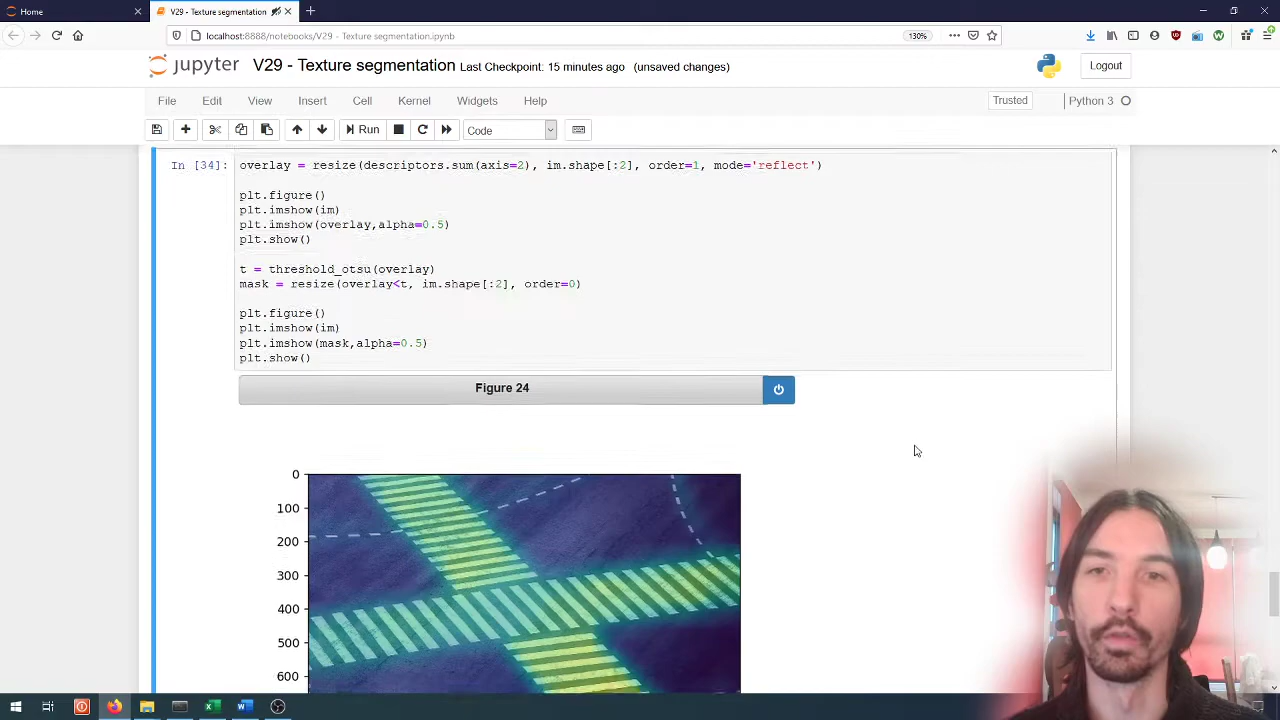 Home
V29 - Texture segmentation
localhost:8888/notebooks/V29 - Texture segmentation.ipynb
130%
jupyter V29 - Texture segmentation Last Checkpoint: 15 minutes ago (unsaved changes)
Logout
File Edit View Insert Cell Kernel Widgets Help
Trusted
Python 3
Run
Code
In [34]:
overlay = resize(descriptors.sum(axis=2), im.shape[:2], order=1, mode='reflect')
plt.figure()
plt.imshow(im)
plt.imshow(overlay,alpha=0.5)
plt.show()
t = threshold_otsu(overlay)
mask = resize(overlay<t, im.shape[:2], order=0)
plt.figure()
plt.imshow(im)
plt.imshow(mask,alpha=0.5)
plt.show()
Figure 24
0
100
200
300
400
500
600